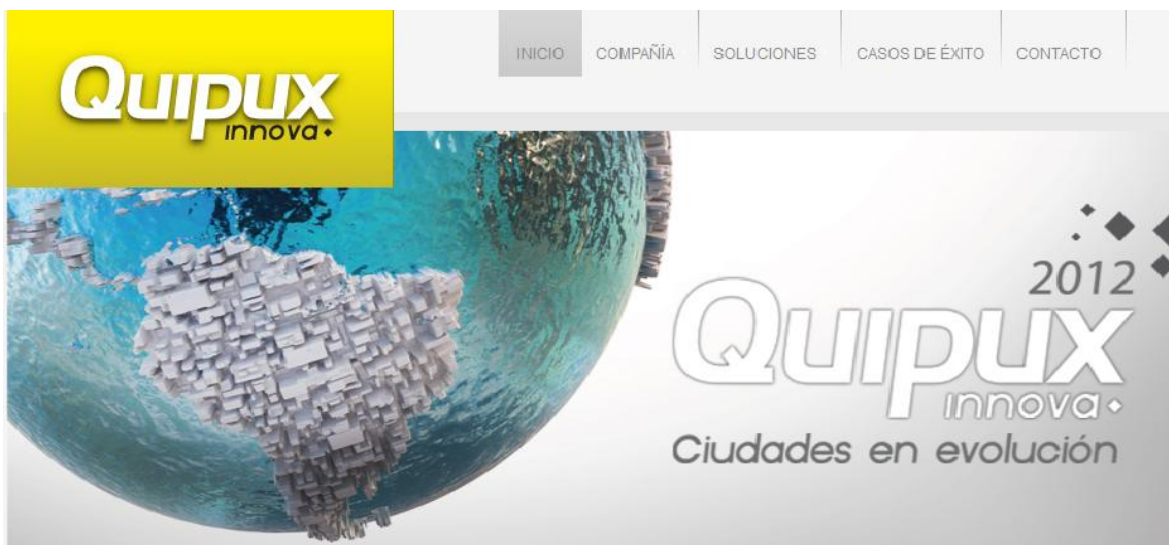 Quipux
innova
INICIO COMPAÑÍA SOLUCIONES CASOS DE ÉXITO CONTACTO
2012
Quipux
innova
Ciudades en evolución